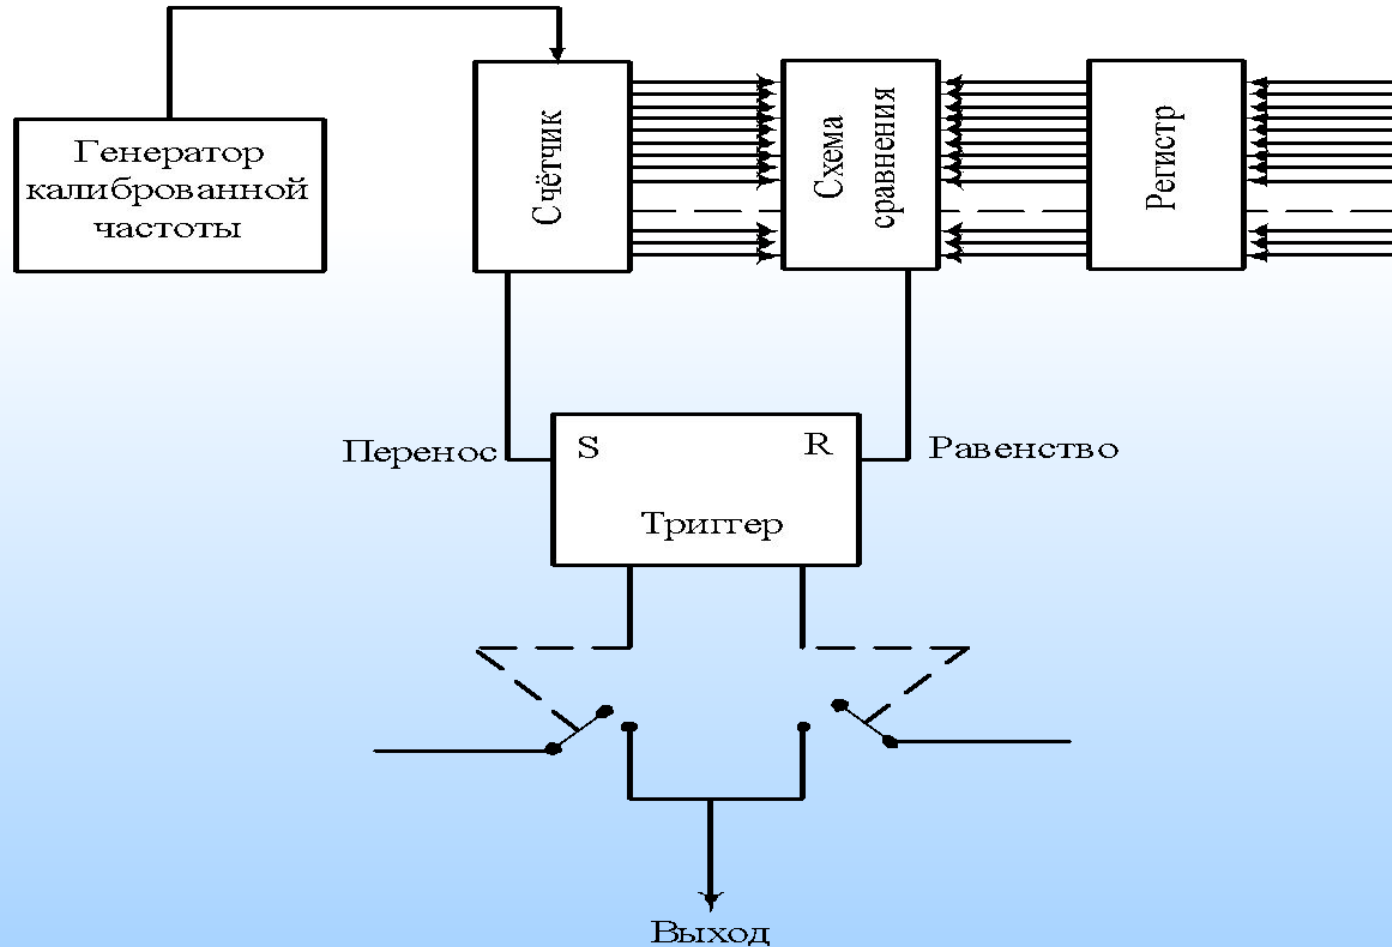 Генератор
калиброванной
частоты
Счётчик
Схема
сравнения
Регистр
Перенос
S
R
Равенство
Триггер
Выход